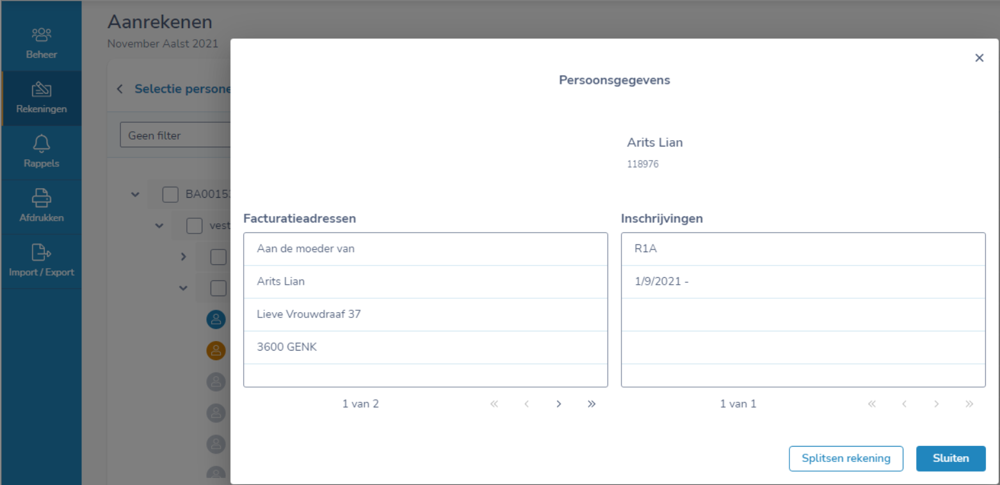 Beheer
Rekeningen
Rappels
Afdrukken
Import / Export
Aanrekenen
November Aalst 2021
Selectie persone
Geen filter
BA0015
vest
Persoonsgegevens
Arits Lian
118976
Facturatieadressen
Aan de moeder van
Arits Lian
Lieve Vrouwdraaf 37
3600 GENK
1 van 2
Inschrijvingen
R1A
1/9/2021 -
1 van 1
Splitsen rekening
Sluiten